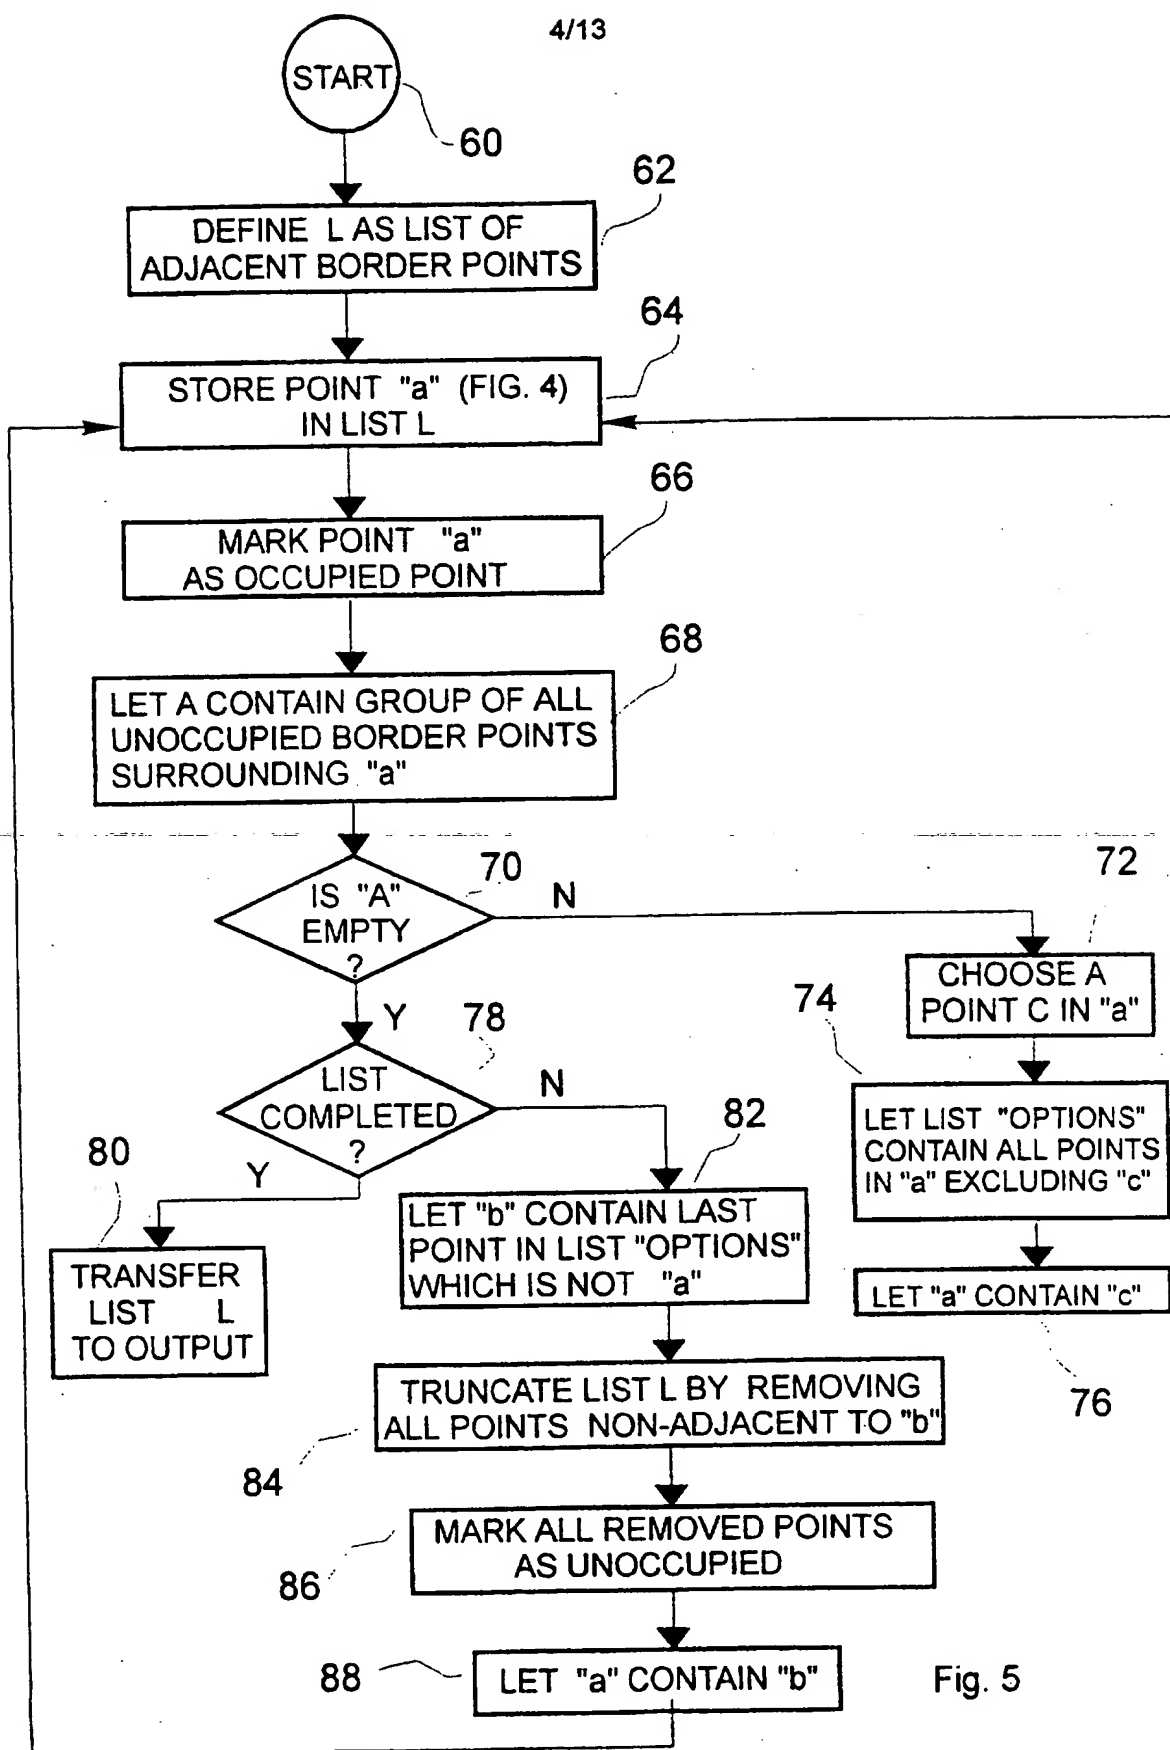 4/13
START
60
62
DEFINE L AS LIST OF
ADJACENT BORDER POINTS
64
STORE POINT "a" (FIG. 4)
IN LIST L
66
MARK POINT "a"
AS OCCUPIED POINT
68
LET A CONTAIN GROUP OF ALL
UNOCCUPIED BORDER POINTS
SURROUNDING "a"
70
IS "A"
EMPTY
?
N
Y
72
CHOOSE A
POINT C IN "a"
74
LET LIST "OPTIONS"
CONTAIN ALL POINTS
IN "a" EXCLUDING "c"
LET "a" CONTAIN "c"
76
78
LIST
COMPLETED
?
N
Y
80
TRANSFER
LIST L
TO OUTPUT
82
LET "b" CONTAIN LAST
POINT IN LIST "OPTIONS"
WHICH IS NOT "a"
TRUNCATE LIST L BY REMOVING
ALL POINTS NON-ADJACENT TO "b"
84
MARK ALL REMOVED POINTS
AS UNOCCUPIED
86
LET "a" CONTAIN "b"
88
Fig. 5